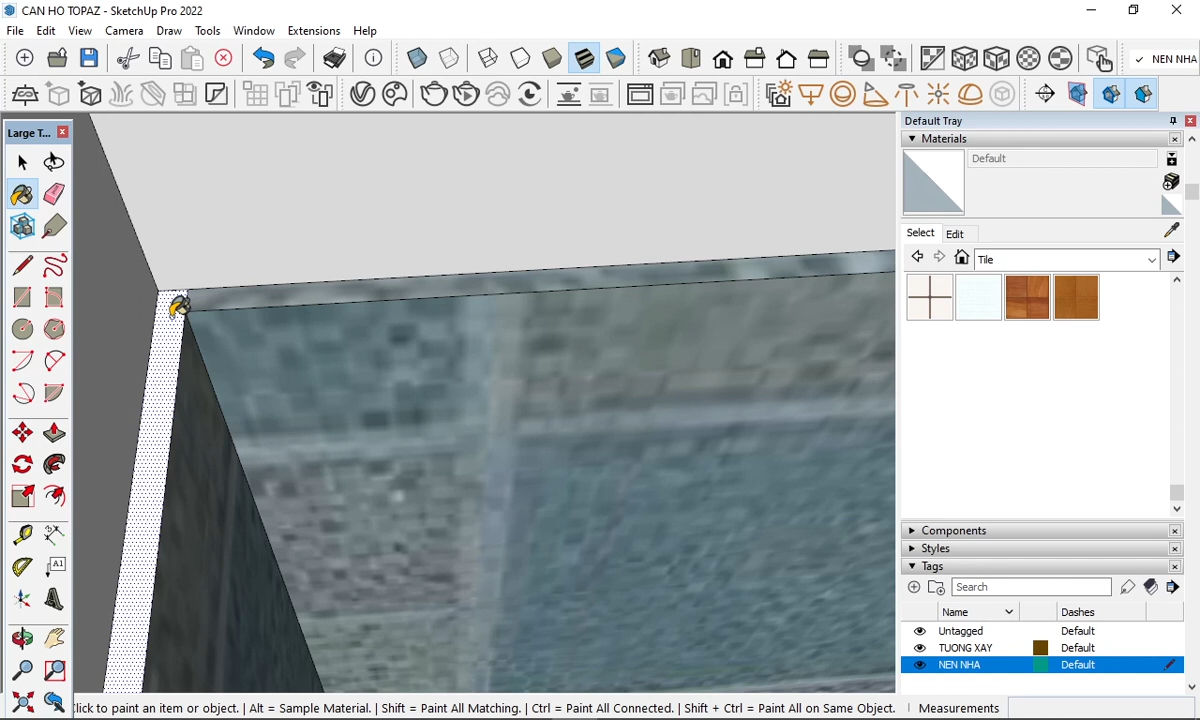 CAN HO TOPAZ - SketchUp Pro 2022
File Edit View Camera Draw Tools Window Extensions Help
NEN NHA
Large T...
Default Tray
Materials
Default
Select Edit
Tile
A1
Components
Styles
Tags
Search
Name Dashes
Untagged Default
TUONG XAY Default
NEN NHA Default
Click to paint an item or object. | Alt = Sample Material. | Shift = Paint All Matching. | Ctrl = Paint All Connected. | Shift + Ctrl = Paint All on Same Object. Measurements